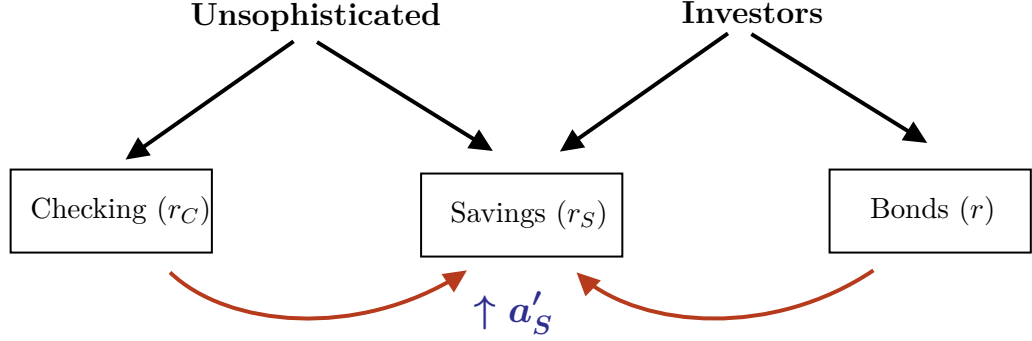 Unsophisticated
Investors
Checking (r_C)
Savings (r_S)
Bonds (r)
↑ a′_S